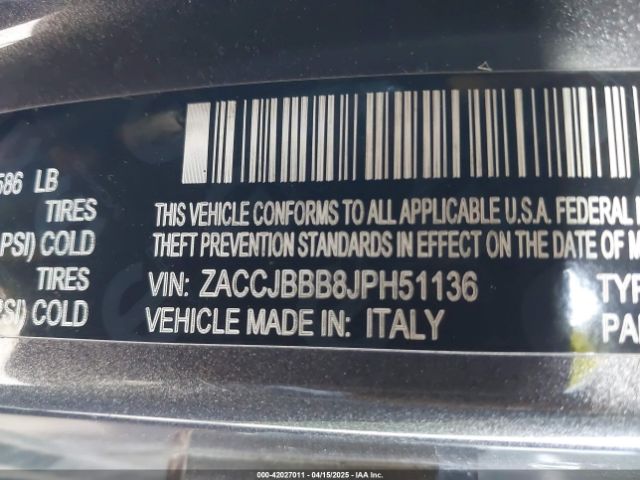 586 LB
TIRES
PSI) COLD
TIRES
PSI) COLD
THIS VEHICLE CONFORMS TO ALL APPLICABLE U.S.A. FEDERAL
THEFT PREVENTION STANDARDS IN EFFECT ON THE DATE OF M
VIN: ZACCJBBB8JPH51136 TYP
VEHICLE MADE IN: ITALY PA
000-42027011 - 04/15/2025 - IAAI Inc.